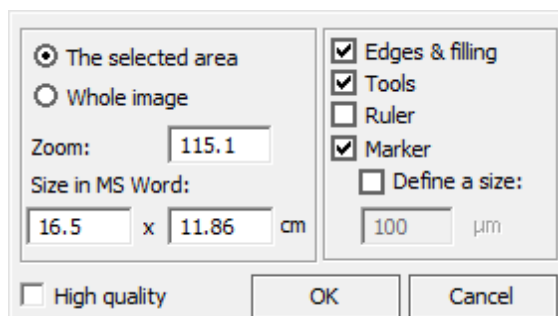 The selected area
Whole image
Zoom: 115.1
Size in MS Word:
16.5 x 11.86 cm
Edges & filling
Tools
Ruler
Marker
Define a size:
100 μm
High quality
OK
Cancel